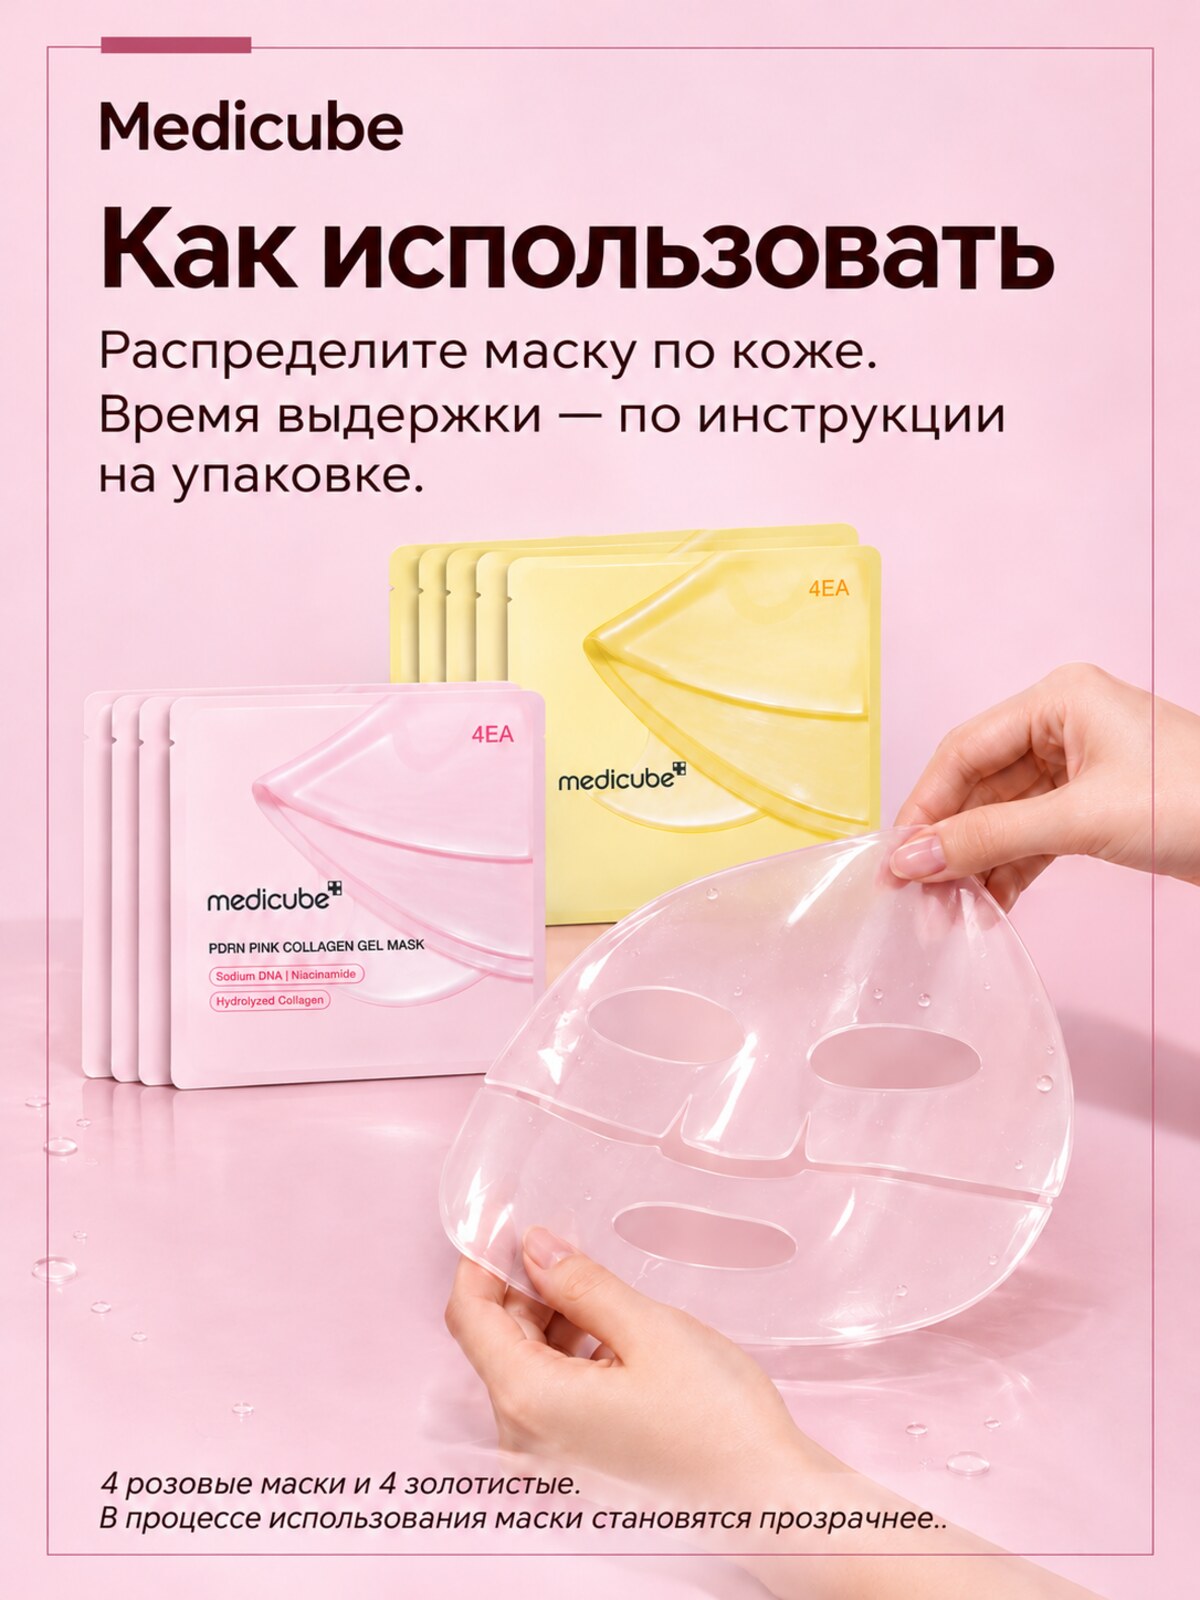 Medicube
Как использовать
Распределите маску по коже.
Время выдержки — по инструкции
на упаковке.
4EA
medicube
4EA
medicube
PDRN PINK COLLAGEN GEL MASK
Sodium DNA | Niacinamide
Hydrolyzed Collagen
4 розовые маски и 4 золотистые.
В процессе использования маски становятся прозрачнее..